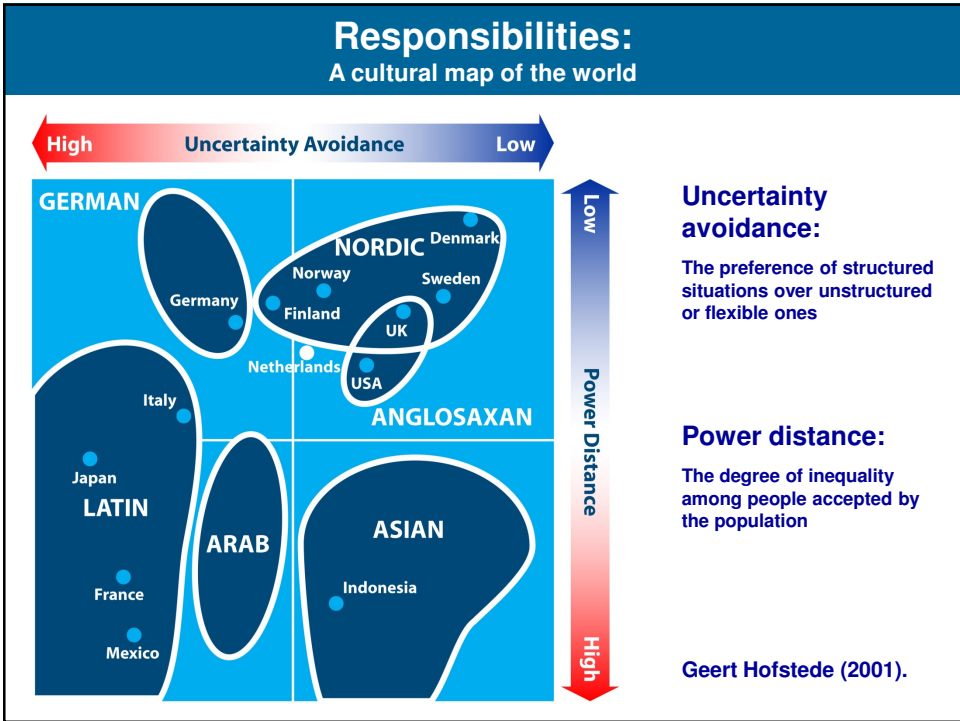 Responsibilities:
A cultural map of the world
High Uncertainty Avoidance Low
GERMAN
NORDIC
Denmark
Norway
Sweden
Germany
Finland
UK
Netherlands
USA
Italy
ANGLOSAXAN
Japan
LATIN
ARAB
ASIAN
France
Indonesia
Mexico
Low
Power Distance
High
Uncertainty
avoidance:
The preference of structured
situations over unstructured
or flexible ones
Power distance:
The degree of inequality
among people accepted by
the population
Geert Hofstede (2001).